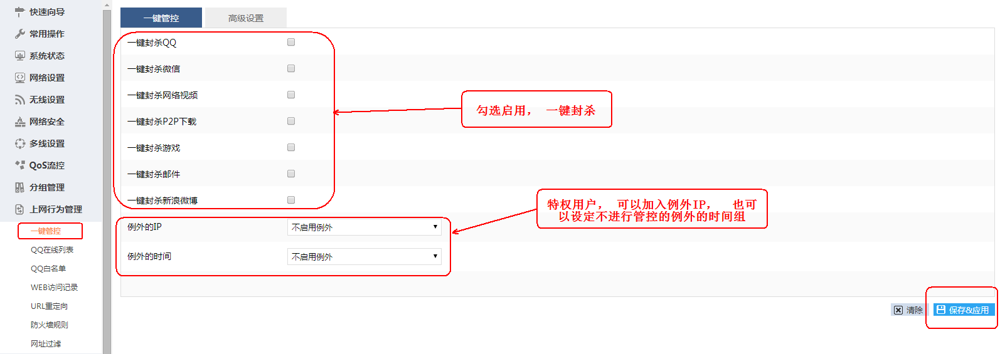 快速向导
常用操作
系统状态
网络设置
无线设置
网络安全
多线设置
QoS流控
分组管理
上网行为管理
一键管控
QQ在线列表
QQ白名单
WEB访问记录
URL重定向
防火墙规则
网址过滤
一键管控
高级设置
一键封杀QQ
一键封杀微信
一键封杀网络视频
一键封杀P2P下载
一键封杀游戏
一键封杀邮件
一键封杀新浪微博
例外的IP 不启用例外
例外的时间 不启用例外
勾选启用， 一键封杀
特权用户， 可以加入例外IP， 也可
以设定不进行管控的例外的时间组
清除
保存&应用